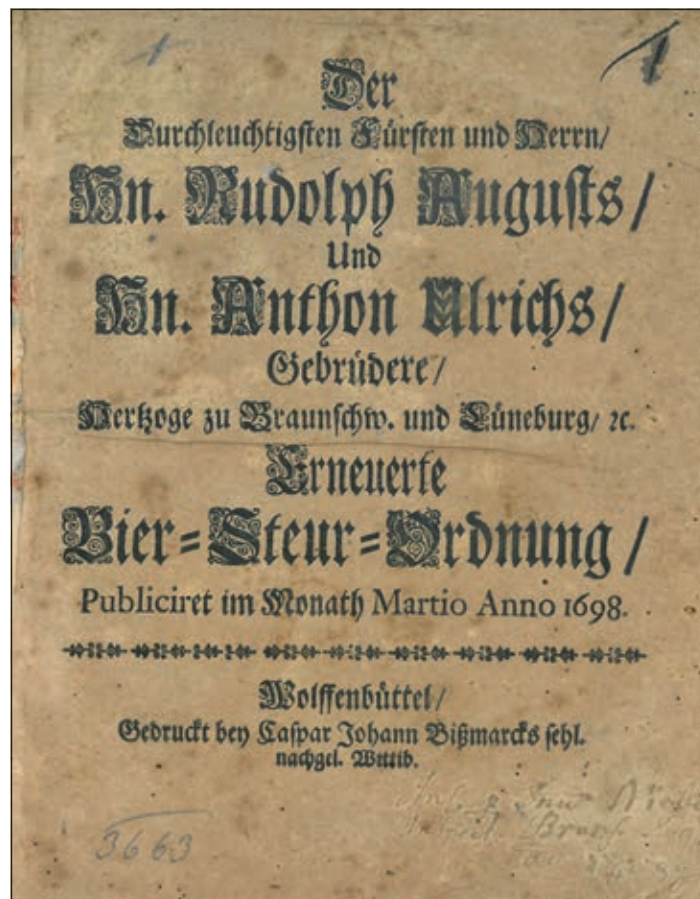 1
1
Der
Durchleuchtigſten Fürſten und Herrn/
Hn. Rudolph Auguſts/
Und
Hn. Anthon Ulrichs/
Gebrüdere/
Hertzoge zu Braunſchw. und Lüneburg/ ꝛc.
Erneuerte
Bier-Steur-Ordnung/
Publiciret im Monath Martio Anno 1698.
Wolffenbüttel/
Gedruckt bey Caſpar Johann Bißmarcks ſehl.
nachgel. Wittib.
3663